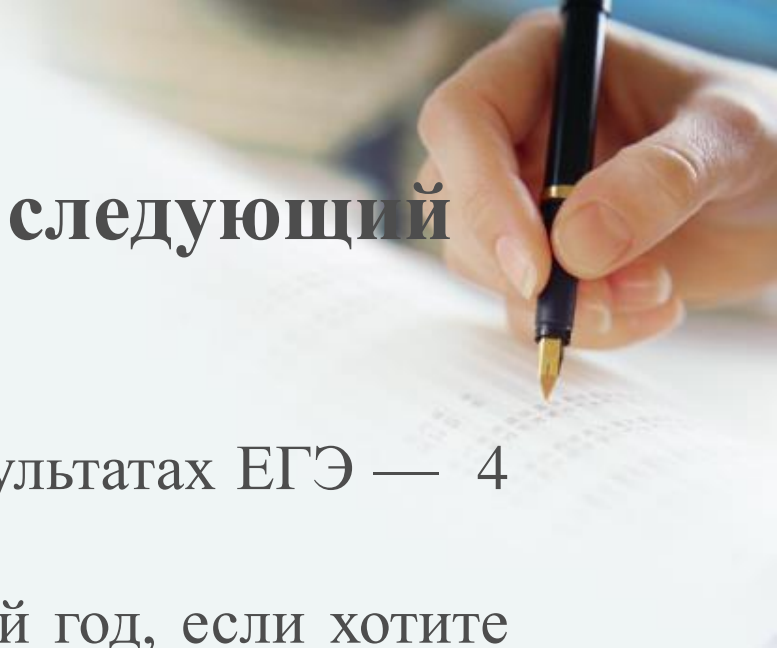 следующий
ультатах ЕГЭ — 4
й год, если хотите